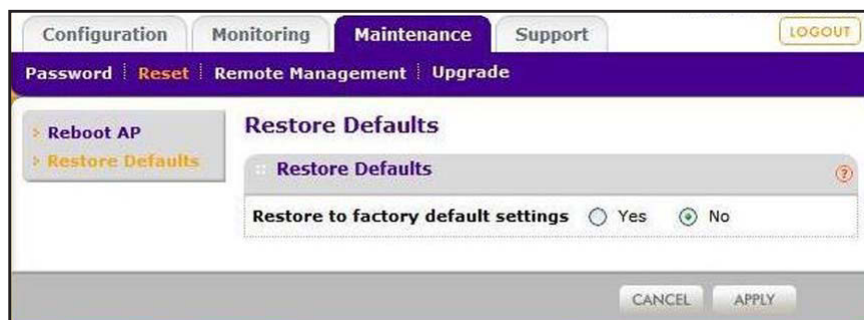 Configuration Monitoring Maintenance Support LOGOUT
Password Reset Remote Management Upgrade
Reboot AP
Restore Defaults
Restore Defaults
Restore Defaults ?
Restore to factory default settings Yes No
CANCEL APPLY